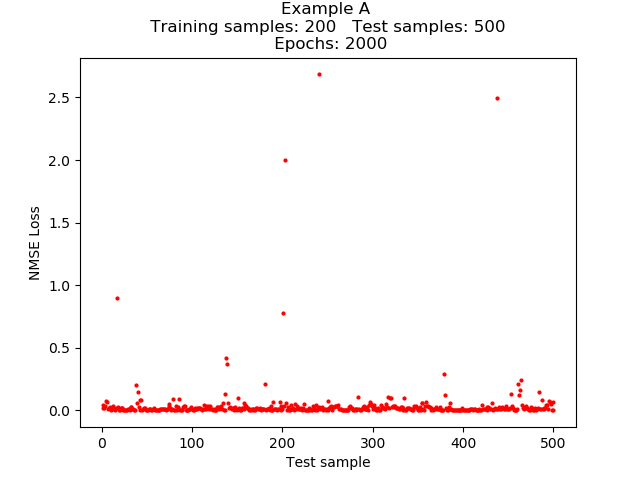 Example A
Training samples: 200   Test samples: 500
Epochs: 2000
2.5
2.0
1.5
1.0
0.5
0.0
NMSE Loss
0 100 200 300 400 500
Test sample